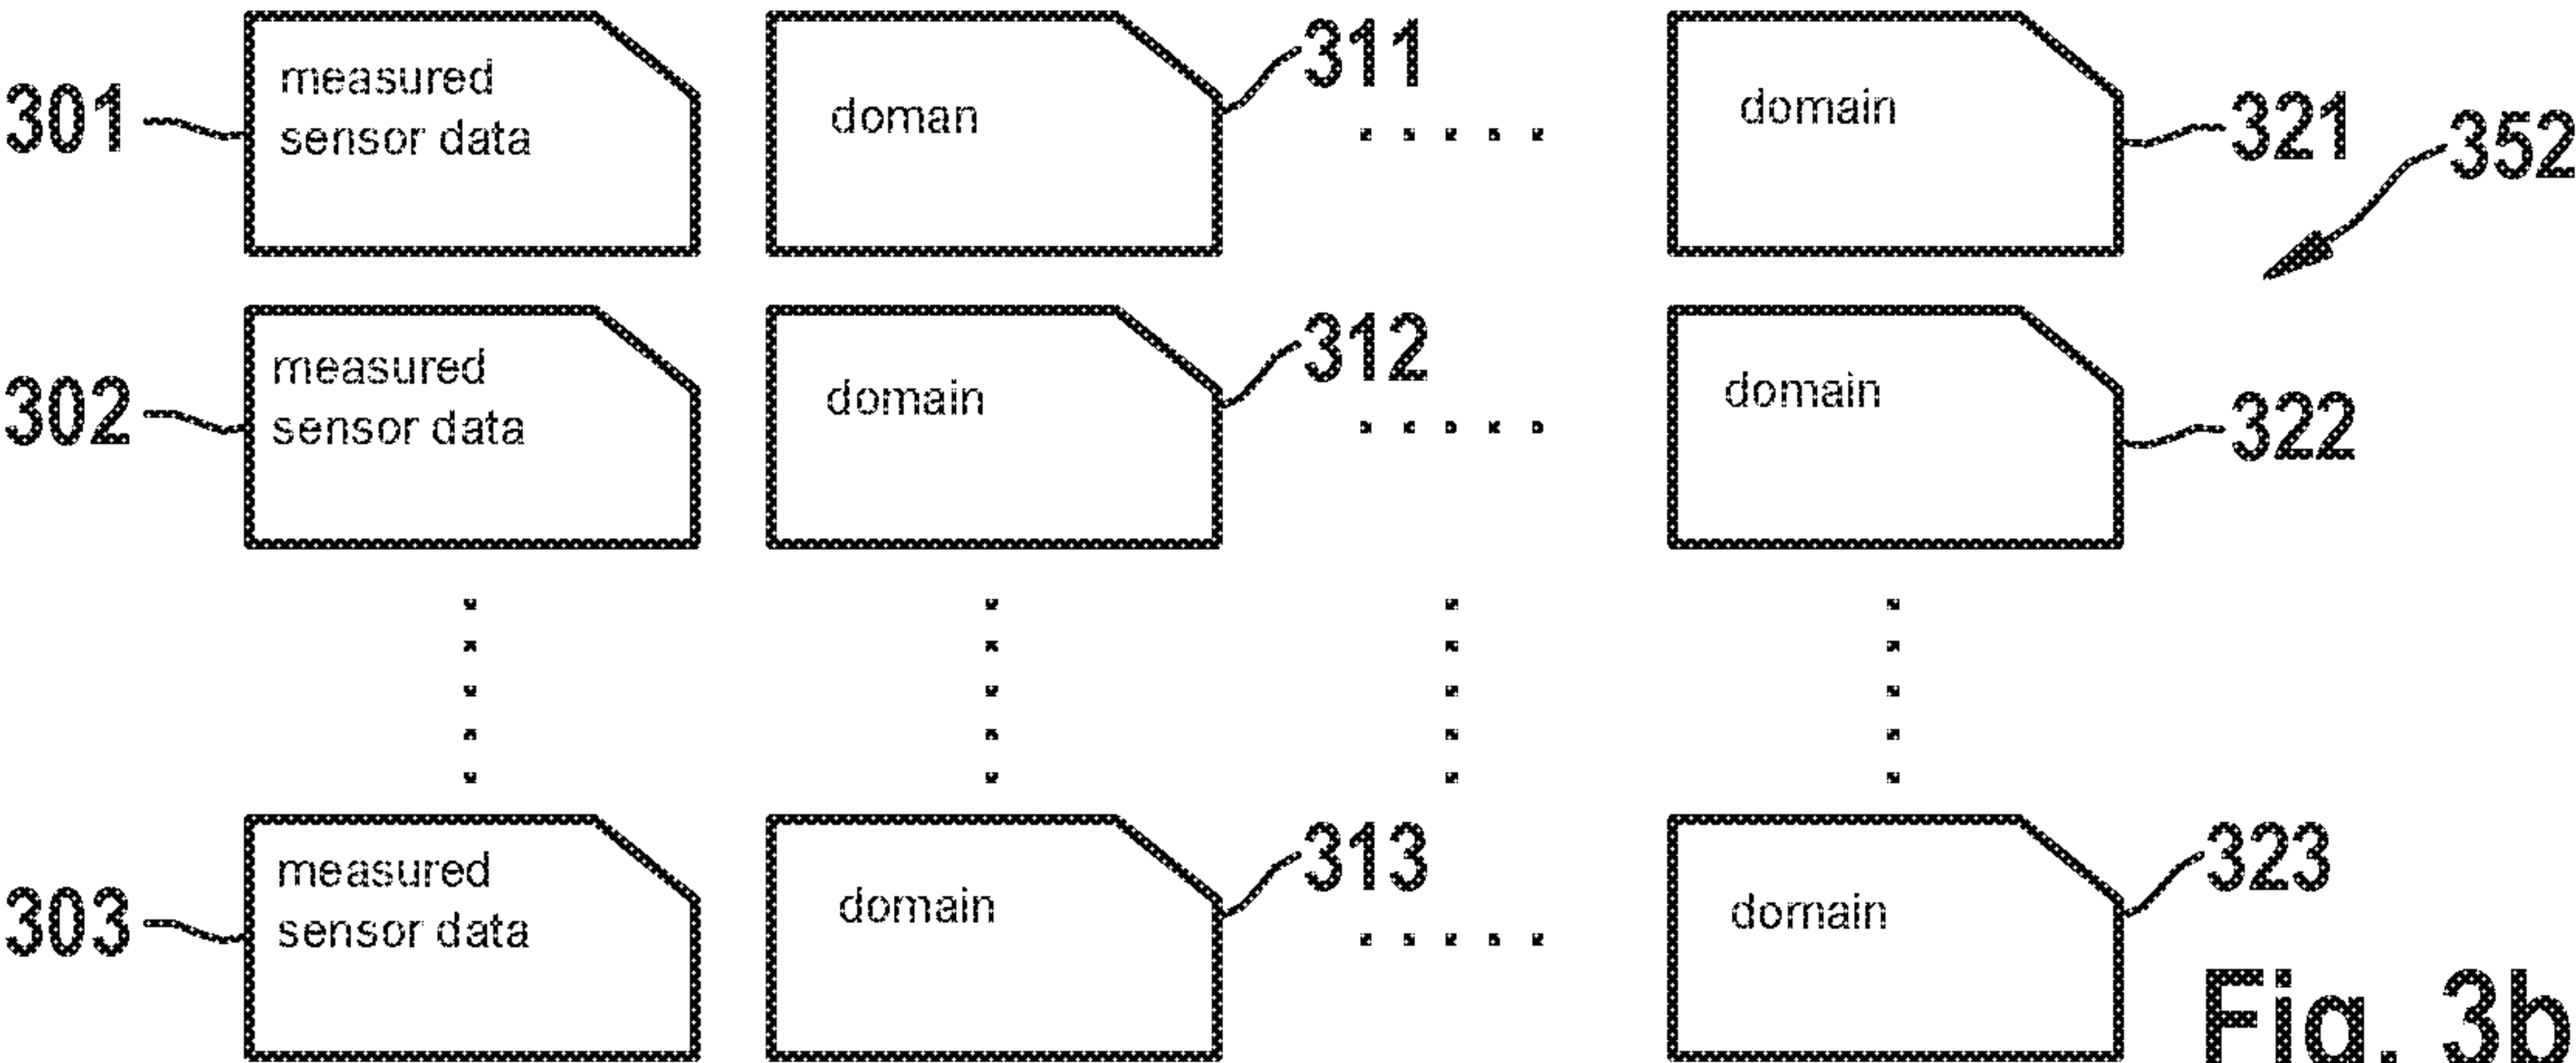 301
measured
sensor data
doman
311
domain
321
352
302
measured
sensor data
domain
312
domain
322
303
measured
sensor data
domain
313
domain
323
Fig. 3b